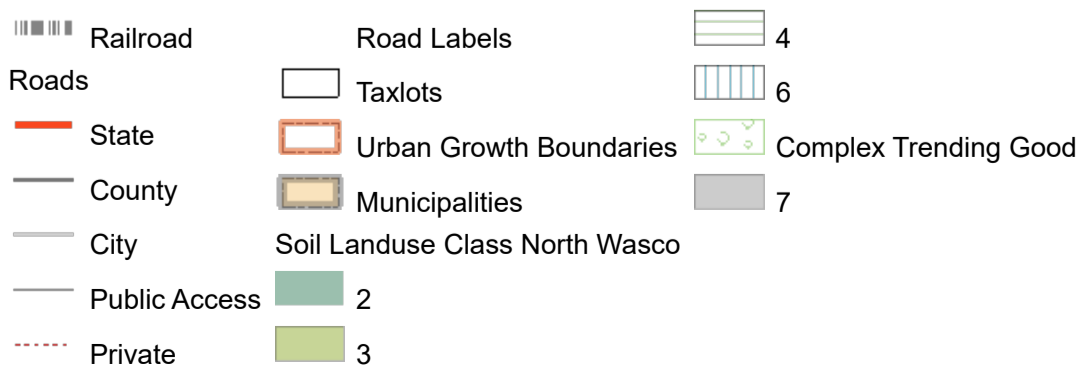 Railroad
Roads
State
County
City
Public Access
Private
Road Labels
Taxlots
Urban Growth Boundaries
Municipalities
Soil Landuse Class North Wasco
2
3
4
6
Complex Trending Good
7